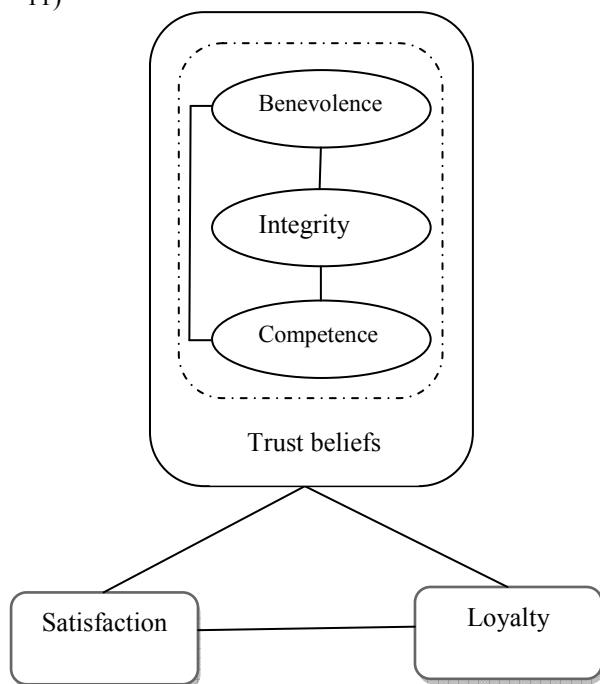 Benevolence
Integrity
Competence
Trust beliefs
Satisfaction
Loyalty